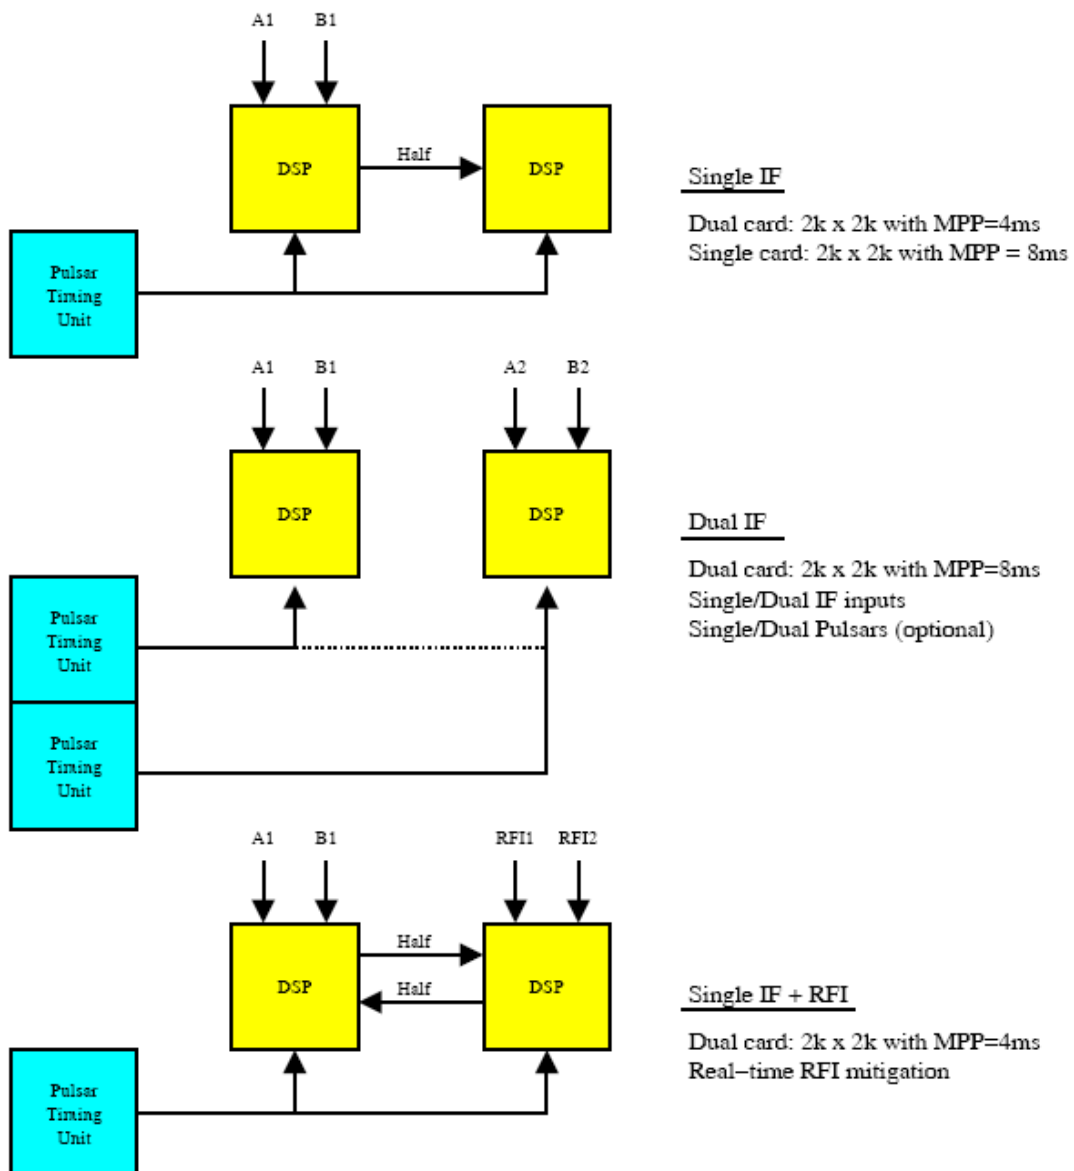 A1 B1
DSP
Half
DSP
Single IF
Dual card: 2k x 2k with MPP=4ms
Single card: 2k x 2k with MPP = 8ms
Pulsar
Timing
Unit
A1 B1 A2 B2
DSP
DSP
Dual IF
Dual card: 2k x 2k with MPP=8ms
Single/Dual IF inputs
Single/Dual Pulsars (optional)
Pulsar
Timing
Unit
Pulsar
Timing
Unit
A1 B1 RFI1 RFI2
Half
DSP
Half
DSP
Single IF + RFI
Dual card: 2k x 2k with MPP=4ms
Real-time RFI mitigation
Pulsar
Timing
Unit